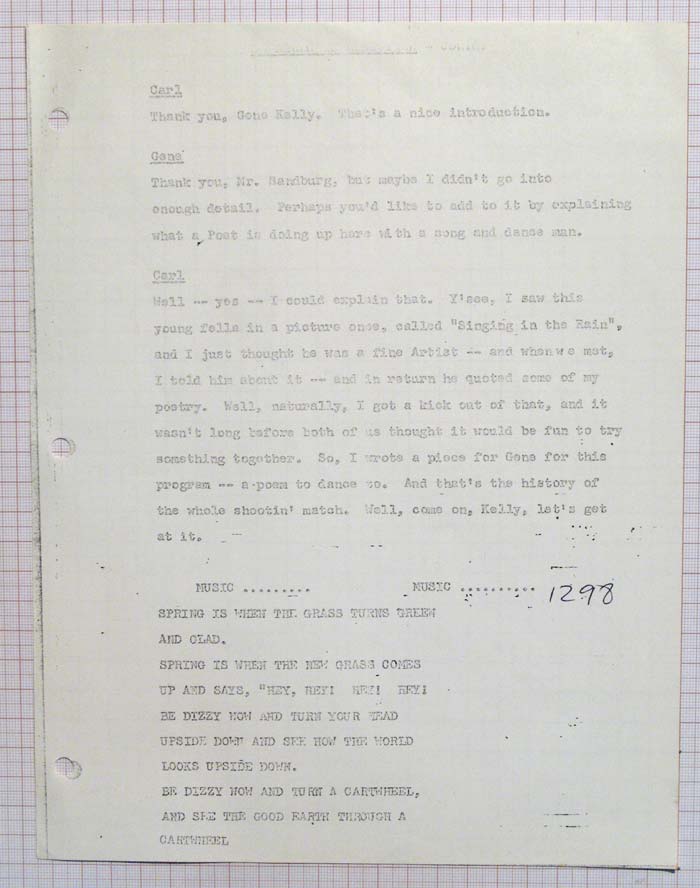 Carl
Thank you, Gene Kelly. That's a nice introduction.
Gene
Thank you, Mr. Sandburg, but maybe I didn't go into
enough detail. Perhaps you'd like to add to it by explaining
what a Poet is doing up here with a song and dance man.
Carl
Well -- yes -- I could explain that. Y'see, I saw this
young fella in a picture once, called "Singing in the Rain",
and I just thought he was a fine Artist -- and when we met,
I told him about it -- and in return he quoted some of my
poetry. Well, naturally, I got a kick out of that, and it
wasn't long before both of us thought it would be fun to try
something together. So, I wrote a piece for Gene for this
program -- a poem to dance to. And that's the history of
the whole shootin' match. Well, come on, Kelly, let's get
at it.
MUSIC ......... MUSIC .......... 1298
SPRING IS WHEN THE GRASS TURNS GREEN
AND GLAD.
SPRING IS WHEN THE NEW GRASS COMES
UP AND SAYS, "HEY, HEY! HEY! HEY!
BE DIZZY NOW AND TURN YOUR HEAD
UPSIDE DOWN AND SEE HOW THE WORLD
LOOKS UPSIDE DOWN.
BE DIZZY NOW AND TURN A CARTWHEEL,
AND SEE THE GOOD EARTH THROUGH A
CARTWHEEL